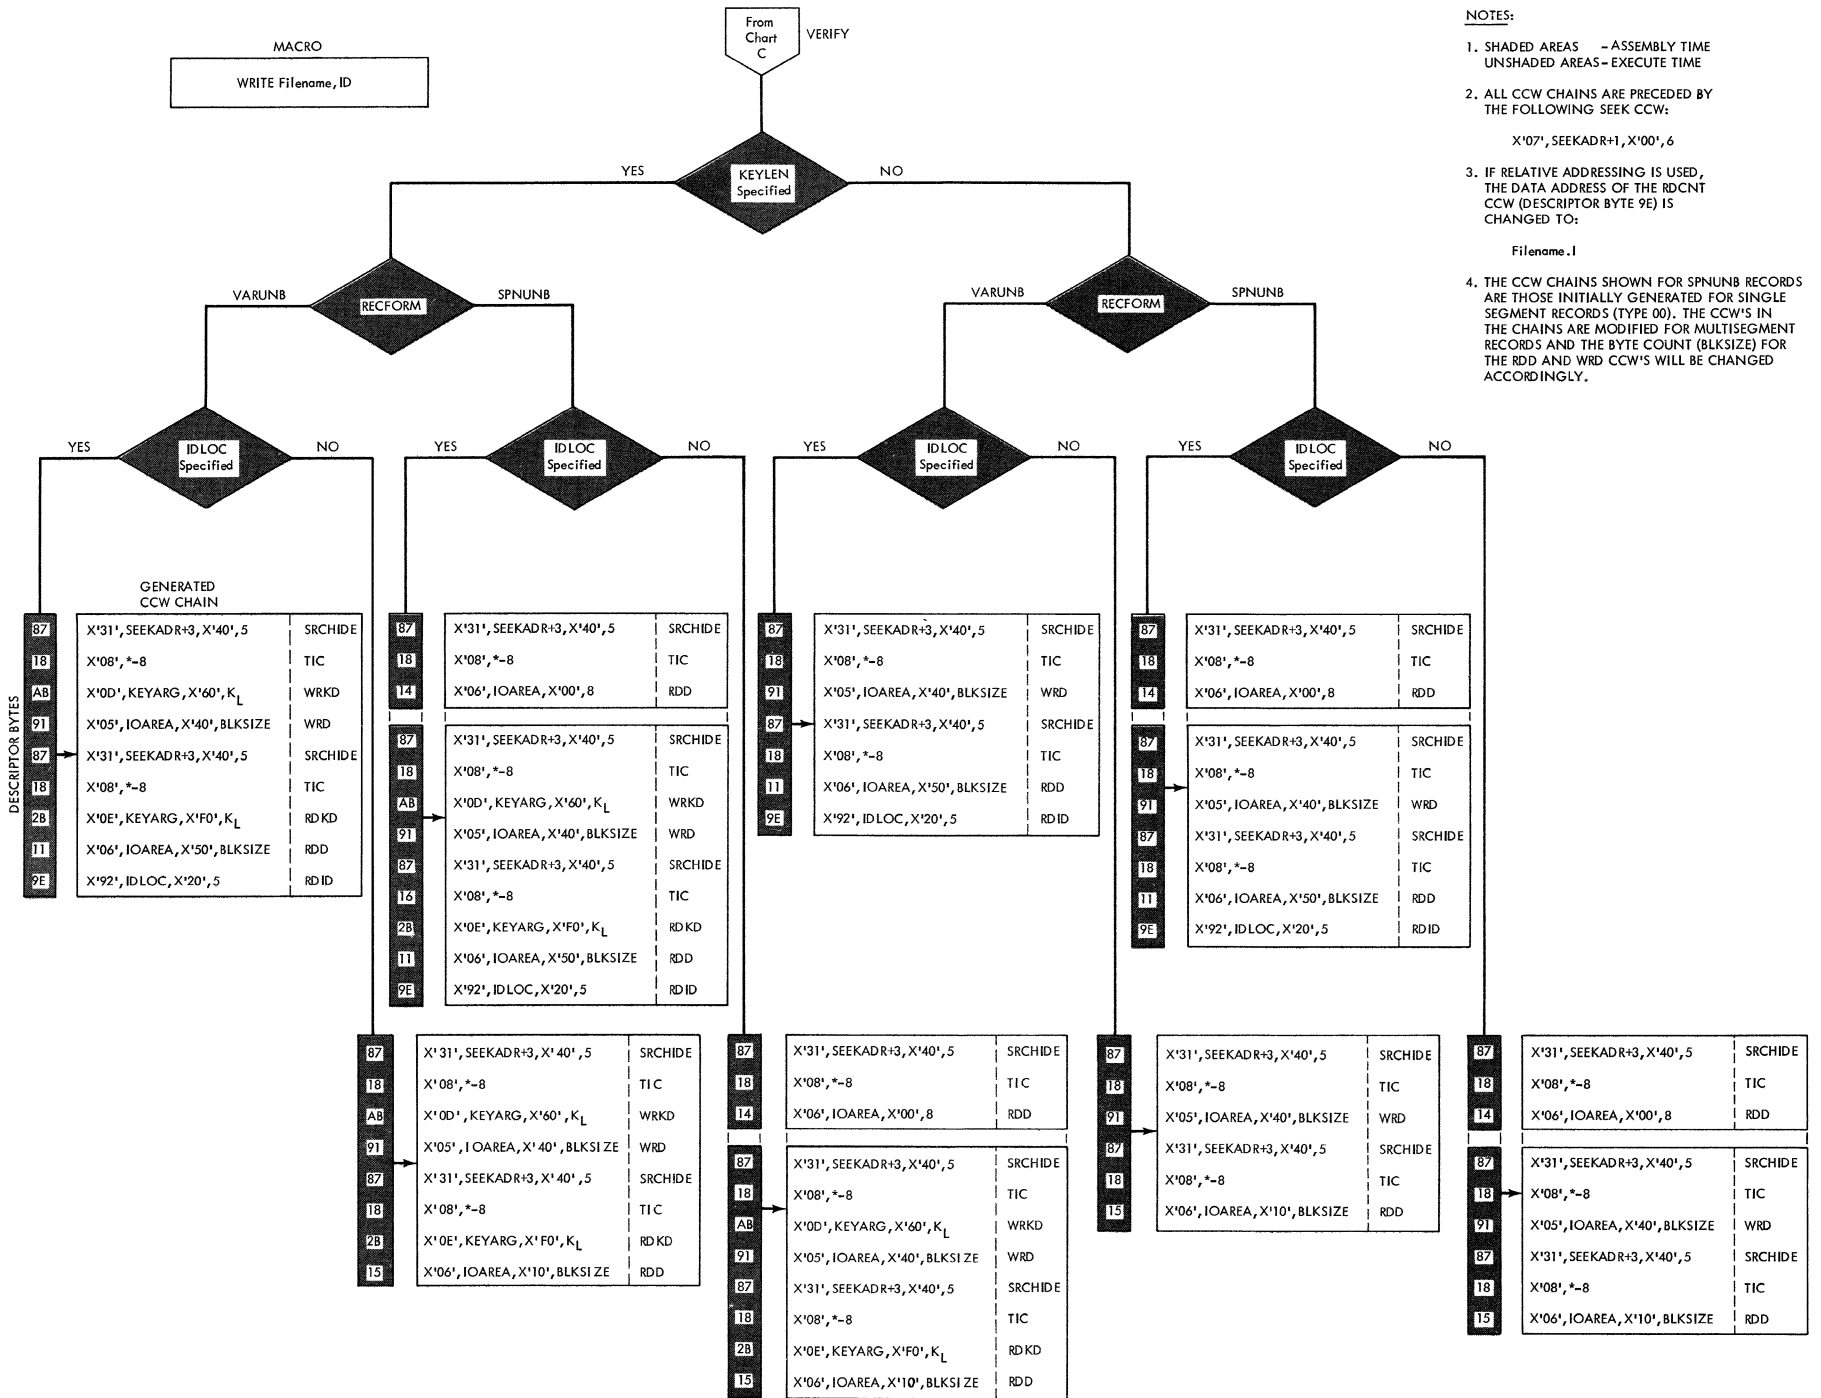 From
Chart
C
VERIFY
MACRO
WRITE Filename,ID
NOTES:
1. SHADED AREAS - ASSEMBLY TIME
UNSHADED AREAS - EXECUTE TIME
2. ALL CCW CHAINS ARE PRECEDED BY
THE FOLLOWING SEEK CCW:
X'07',SEEKADR+1,X'00',6
3. IF RELATIVE ADDRESSING IS USED,
THE DATA ADDRESS OF THE RDCNT
CCW (DESCRIPTOR BYTE 9E) IS
CHANGED TO:
Filename.I
4. THE CCW CHAINS SHOWN FOR SPNUNB RECORDS
ARE THOSE INITIALLY GENERATED FOR SINGLE
SEGMENT RECORDS (TYPE 00). THE CCW'S IN
THE CHAINS ARE MODIFIED FOR MULTISEGMENT
RECORDS AND THE BYTE COUNT (BLKSIZE) FOR
THE RDD AND WRD CCW'S WILL BE CHANGED
ACCORDINGLY.
YES
KEYLEN
Specified
NO
VARUNB
RECFORM
SPNUNB
VARUNB
RECFORM
SPNUNB
YES
IDLOC
Specified
NO
YES
IDLOC
Specified
NO
YES
IDLOC
Specified
NO
YES
IDLOC
Specified
NO
DESCRIPTOR BYTES
GENERATED
CCW CHAIN
87 X'31',SEEKADR+3,X'40',5 SRCHIDE
18 X'08',*-8 TIC
AB X'0D',KEYARG,X'60',KL WRKD
91 X'05',IOAREA,X'40',BLKSIZE WRD
87 X'31',SEEKADR+3,X'40',5 SRCHIDE
18 X'08',*-8 TIC
2B X'0E',KEYARG,X'F0',KL RDKD
11 X'06',IOAREA,X'50',BLKSIZE RDD
9E X'92',IDLOC,X'20',5 RDID
87 X'31',SEEKADR+3,X'40',5 SRCHIDE
18 X'08',*-8 TIC
14 X'06',IOAREA,X'00',8 RDD
87 X'31',SEEKADR+3,X'40',5 SRCHIDE
18 X'08',*-8 TIC
AB X'0D',KEYARG,X'60',KL WRKD
91 X'05',IOAREA,X'40',BLKSIZE WRD
87 X'31',SEEKADR+3,X'40',5 SRCHIDE
16 X'08',*-8 TIC
2B X'0E',KEYARG,X'F0',KL RDKD
11 X'06',IOAREA,X'50',BLKSIZE RDD
9E X'92',IDLOC,X'20',5 RDID
87 X'31',SEEKADR+3,X'40',5 SRCHIDE
18 X'08',*-8 TIC
91 X'05',IOAREA,X'40',BLKSIZE WRD
87 X'31',SEEKADR+3,X'40',5 SRCHIDE
18 X'08',*-8 TIC
11 X'06',IOAREA,X'50',BLKSIZE RDD
9E X'92',IDLOC,X'20',5 RDID
87 X'31',SEEKADR+3,X'40',5 SRCHIDE
18 X'08',*-8 TIC
14 X'06',IOAREA,X'00',8 RDD
87 X'31',SEEKADR+3,X'40',5 SRCHIDE
18 X'08',*-8 TIC
91 X'05',IOAREA,X'40',BLKSIZE WRD
87 X'31',SEEKADR+3,X'40',5 SRCHIDE
18 X'08',*-8 TIC
11 X'06',IOAREA,X'50',BLKSIZE RDD
9E X'92',IDLOC,X'20',5 RDID
87 X'31',SEEKADR+3,X'40',5 SRCHIDE
18 X'08',*-8 TIC
AB X'0D',KEYARG,X'60',KL WRKD
91 X'05',IOAREA,X'40',BLKSIZE WRD
87 X'31',SEEKADR+3,X'40',5 SRCHIDE
18 X'08',*-8 TIC
2B X'0E',KEYARG,X'F0',KL RDKD
15 X'06',IOAREA,X'10',BLKSIZE RDD
87 X'31',SEEKADR+3,X'40',5 SRCHIDE
18 X'08',*-8 TIC
14 X'06',IOAREA,X'00',8 RDD
87 X'31',SEEKADR+3,X'40',5 SRCHIDE
18 X'08',*-8 TIC
AB X'0D',KEYARG,X'60',KL WRKD
91 X'05',IOAREA,X'40',BLKSIZE WRD
87 X'31',SEEKADR+3,X'40',5 SRCHIDE
18 X'08',*-8 TIC
2B X'0E',KEYARG,X'F0',KL RDKD
15 X'06',IOAREA,X'10',BLKSIZE RDD
87 X'31',SEEKADR+3,X'40',5 SRCHIDE
18 X'08',*-8 TIC
91 X'05',IOAREA,X'40',BLKSIZE WRD
87 X'31',SEEKADR+3,X'40',5 SRCHIDE
18 X'08',*-8 TIC
15 X'06',IOAREA,X'10',BLKSIZE RDD
87 X'31',SEEKADR+3,X'40',5 SRCHIDE
18 X'08',*-8 TIC
14 X'06',IOAREA,X'00',8 RDD
87 X'31',SEEKADR+3,X'40',5 SRCHIDE
18 X'08',*-8 TIC
91 X'05',IOAREA,X'40',BLKSIZE WRD
87 X'31',SEEKADR+3,X'40',5 SRCHIDE
18 X'08',*-8 TIC
15 X'06',IOAREA,X'10',BLKSIZE RDD